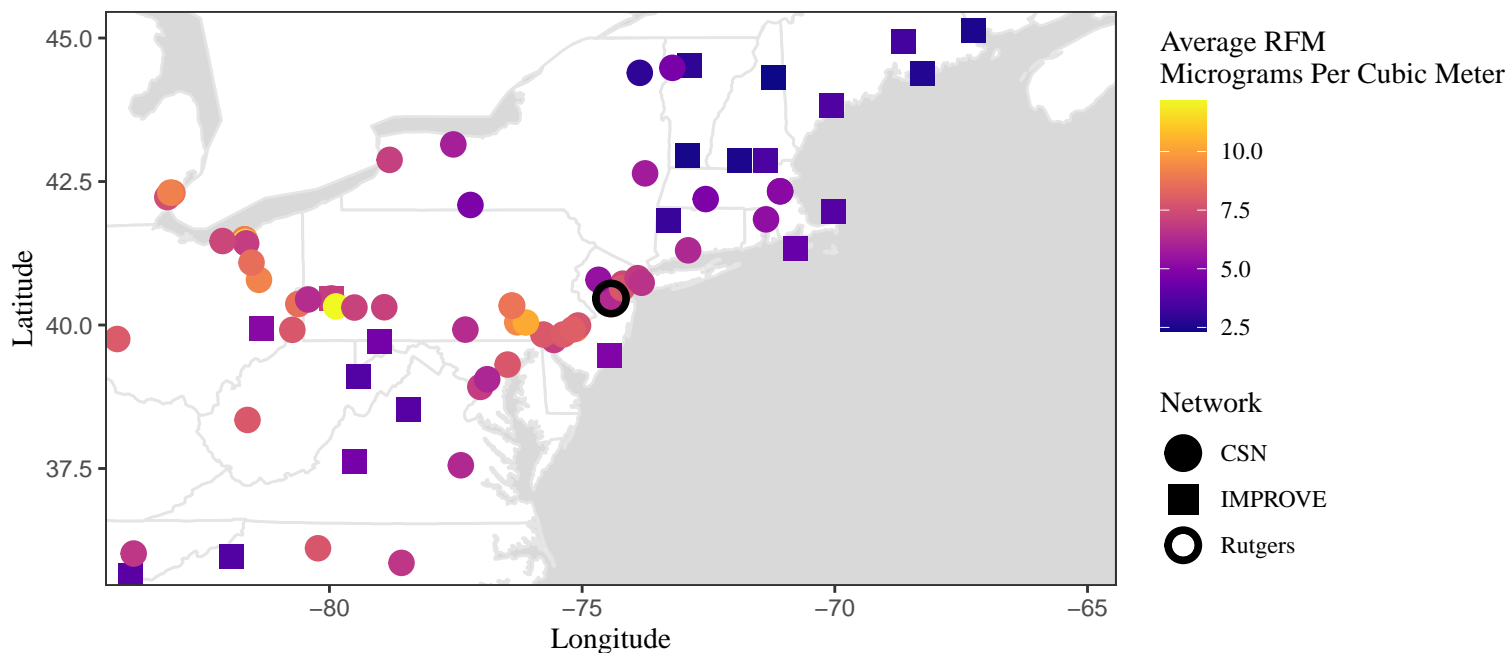 45.0
42.5
40.0
37.5
Latitude
−80
−75
−70
−65
Longitude
Average RFM
Micrograms Per Cubic Meter
10.0
7.5
5.0
2.5
Network
CSN
IMPROVE
Rutgers